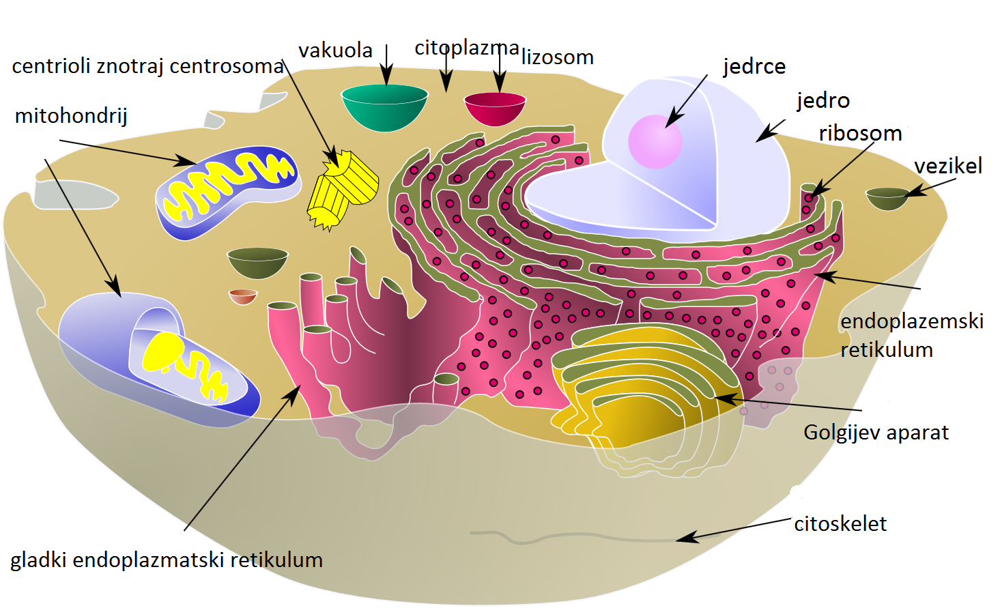 vakuola
citoplazma
lizosom
centrioli znotraj centrosoma
jedrce
mitohondrij
jedro
ribosom
vezikel
endoplazemski
retikulum
Golgijev aparat
citoskelet
gladki endoplazmatski retikulum